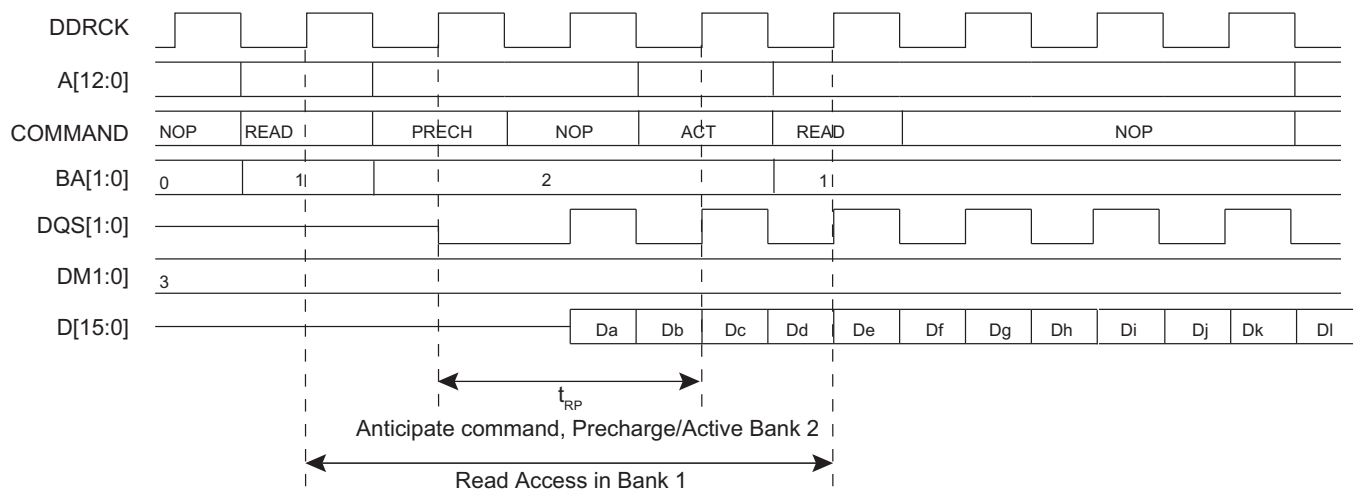 DDRCK
A[12:0]
COMMAND NOP READ PRECH NOP ACT READ NOP
BA[1:0] 0 1 2 1
DQS[1:0]
DM1:0] 3
D[15:0] Da Db Dc Dd De Df Dg Dh Di Dj Dk Dl
tRP
Anticipate command, Precharge/Active Bank 2
Read Access in Bank 1